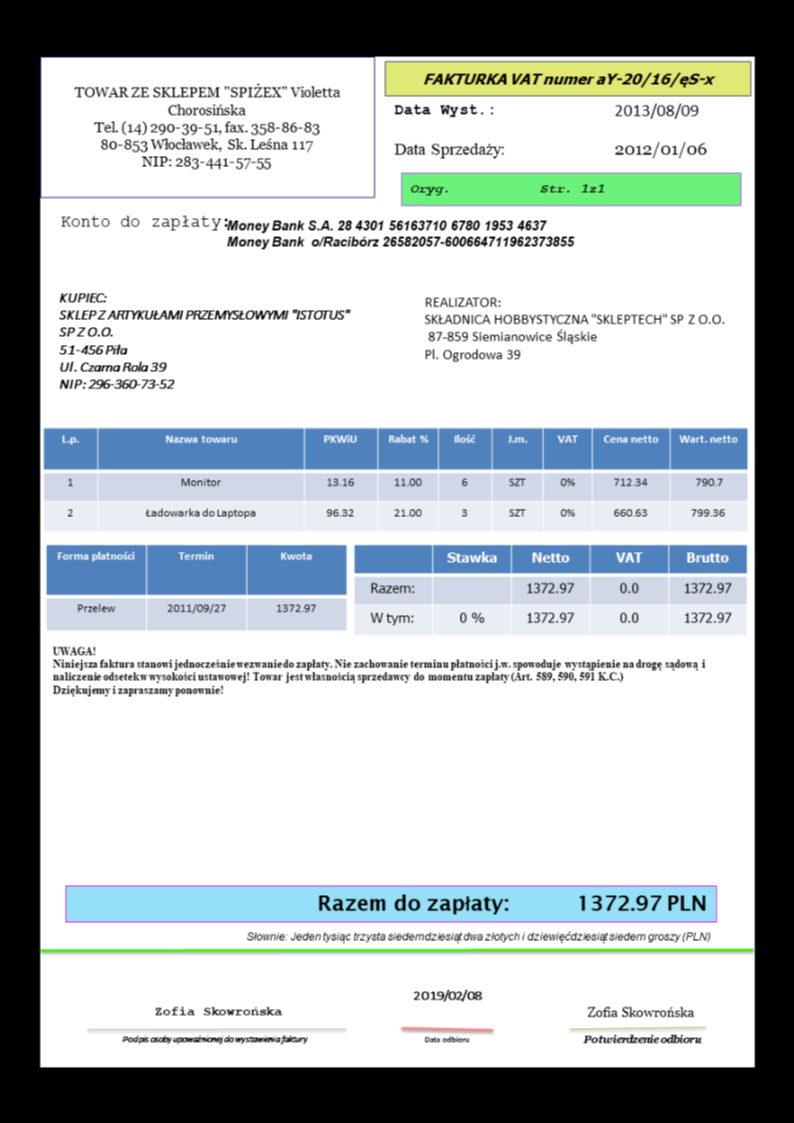 TOWAR ZE SKLEPEM "SPIŻEX" Violetta
Chorosińska
Tel. (14) 290-39-51, fax. 358-86-83
80-853 Włocławek, Sk. Leśna 117
NIP: 283-441-57-55
FAKTURKA VAT numer aY-20/16/ęS-x
Data Wyst.: 2013/08/09
Data Sprzedaży: 2012/01/06
Oryg. Str. 1z1
Konto do zapłaty: Money Bank S.A. 28 4301 56163710 6780 1953 4637
Money Bank o/Racibórz 26582057-600664711962373855
KUPIEC:
SKLEP Z ARTYKUŁAMI PRZEMYSŁOWYMI "ISTOTUS"
SP Z O.O.
51-456 Piła
Ul. Czarna Rola 39
NIP: 296-360-73-52
REALIZATOR:
SKŁADNICA HOBBYSTYCZNA "SKLEPTECH" SP Z O.O.
87-859 Siemianowice Śląskie
Pl. Ogrodowa 39
L.p. Nazwa towaru PKWiU Rabat % Ilość J.m. VAT Cena netto Wart. netto
1 Monitor 13.16 11.00 6 SZT 0% 712.34 790.7
2 Ładowarka do Laptopa 96.32 21.00 3 SZT 0% 660.63 799.36
Forma płatności Termin Kwota
Przelew 2011/09/27 1372.97
Stawka Netto VAT Brutto
Razem: 1372.97 0.0 1372.97
W tym: 0 % 1372.97 0.0 1372.97
UWAGA!
Niniejsza faktura stanowi jednocześnie wezwanie do zapłaty. Nie zachowanie terminu płatności j.w. spowoduje wystąpienie na drogę sądową i
naliczenie odsetek w wysokości ustawowej! Towar jest własnością sprzedawcy do momentu zapłaty (Art. 589, 590, 591 K.C.)
Dziękujemy i zapraszamy ponownie!
Razem do zapłaty: 1372.97 PLN
Słownie: Jeden tysiąc trzysta siedemdziesiąt dwa złotych i dziewięćdziesiąt siedem groszy (PLN)
Zofia Skowrońska
Podpis osoby upoważnionej do wystawienia faktury
2019/02/08
Data odbioru
Zofia Skowrońska
Potwierdzenie odbioru